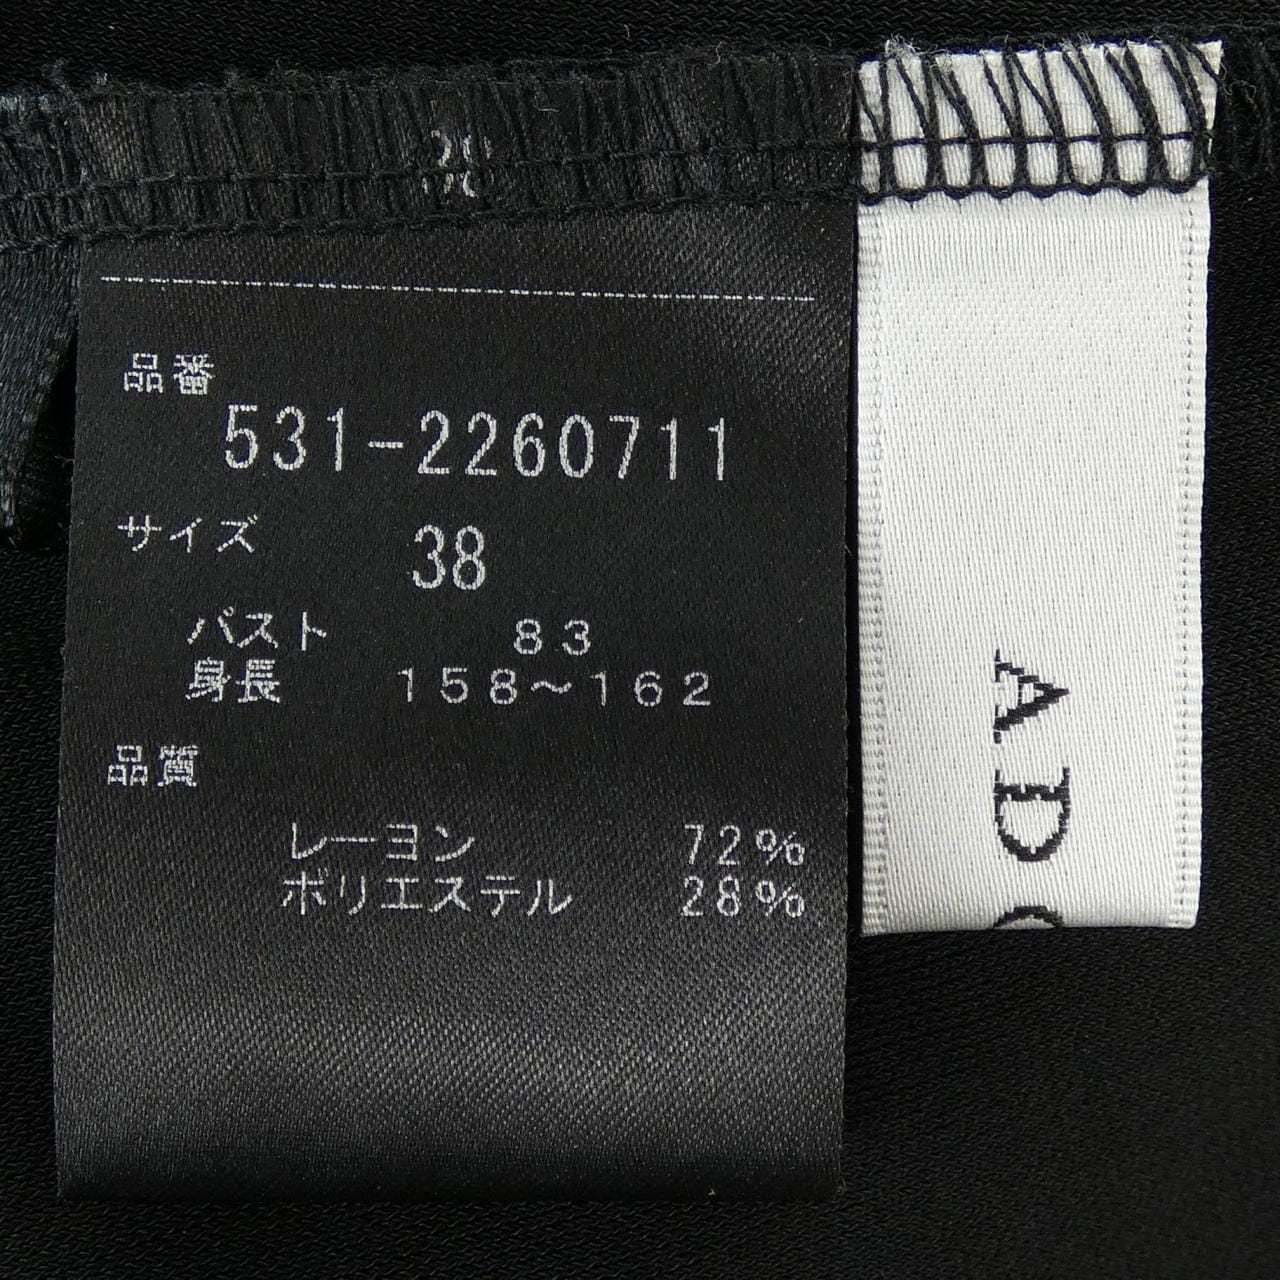 38
品番
531-2260711
サイズ 38
バスト 83
身長 158～162
品質
レーヨン 72%
ポリエステル 28%
A D